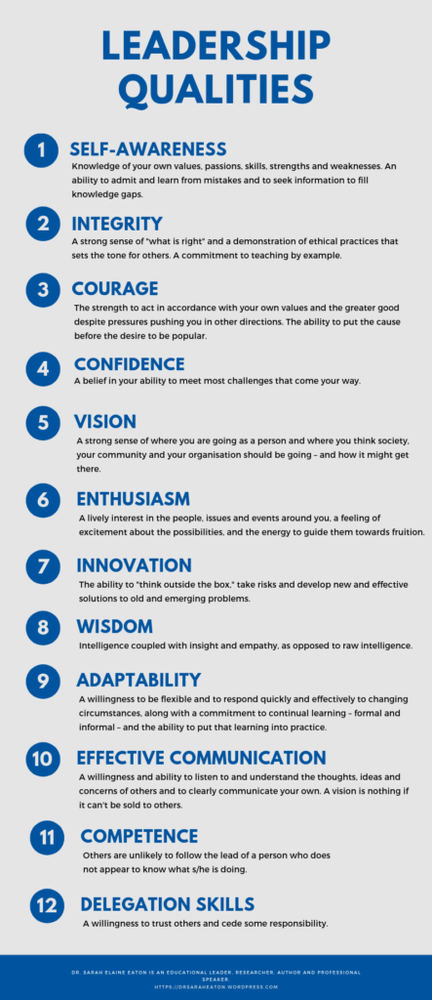 LEADERSHIP
QUALITIES
1 SELF-AWARENESS
Knowledge of your own values, passions, skills, strengths and weaknesses. An
ability to admit and learn from mistakes and to seek information to fill
knowledge gaps.
2 INTEGRITY
A strong sense of "what is right" and a demonstration of ethical practices that
sets the tone for others. A commitment to teaching by example.
3 COURAGE
The strength to act in accordance with your own values and the greater good
despite pressures pushing you in other directions. The ability to put the cause
before the desire to be popular.
4 CONFIDENCE
A belief in your ability to meet most challenges that come your way.
5 VISION
A strong sense of where you are going as a person and where you think society,
your community and your organisation should be going – and how it might get
there.
6 ENTHUSIASM
A lively interest in the people, issues and events around you, a feeling of
excitement about the possibilities, and the energy to guide them towards fruition.
7 INNOVATION
The ability to "think outside the box," take risks and develop new and effective
solutions to old and emerging problems.
8 WISDOM
Intelligence coupled with insight and empathy, as opposed to raw intelligence.
9 ADAPTABILITY
A willingness to be flexible and to respond quickly and effectively to changing
circumstances, along with a commitment to continual learning – formal and
informal – and the ability to put that learning into practice.
10 EFFECTIVE COMMUNICATION
A willingness and ability to listen to and understand the thoughts, ideas and
concerns of others and to clearly communicate your own. A vision is nothing if
it can't be sold to others.
11 COMPETENCE
Others are unlikely to follow the lead of a person who does
not appear to know what s/he is doing.
12 DELEGATION SKILLS
A willingness to trust others and cede some responsibility.
DR. SARAH ELAINE EATON IS AN EDUCATIONAL LEADER, RESEARCHER, AUTHOR AND PROFESSIONAL
SPEAKER.
HTTPS://DRSARAHEATON.WORDPRESS.COM